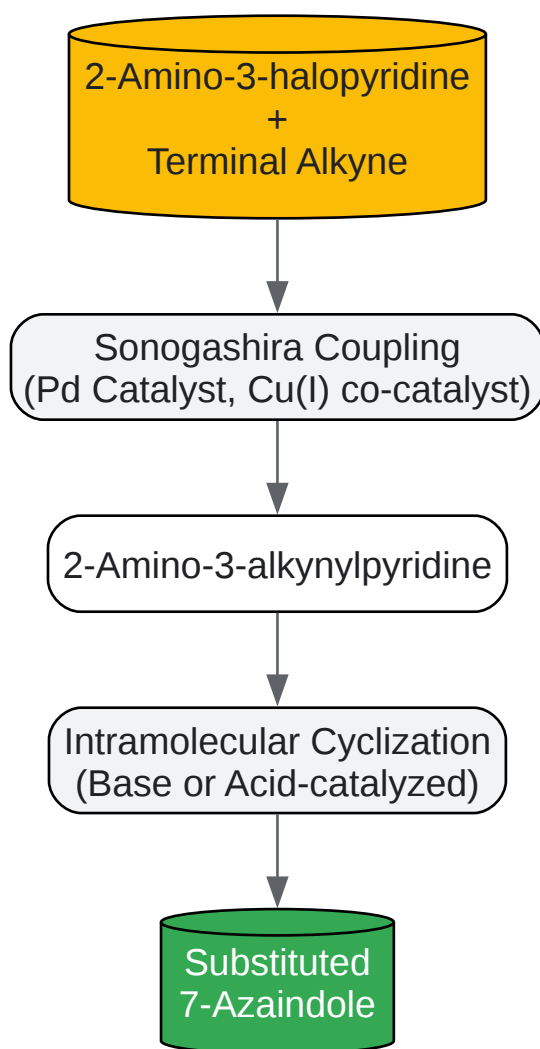 2-Amino-3-halopyridine
+
Terminal Alkyne
Sonogashira Coupling
(Pd Catalyst, Cu(I) co-catalyst)
2-Amino-3-alkynylpyridine
Intramolecular Cyclization
(Base or Acid-catalyzed)
Substituted
7-Azaindole